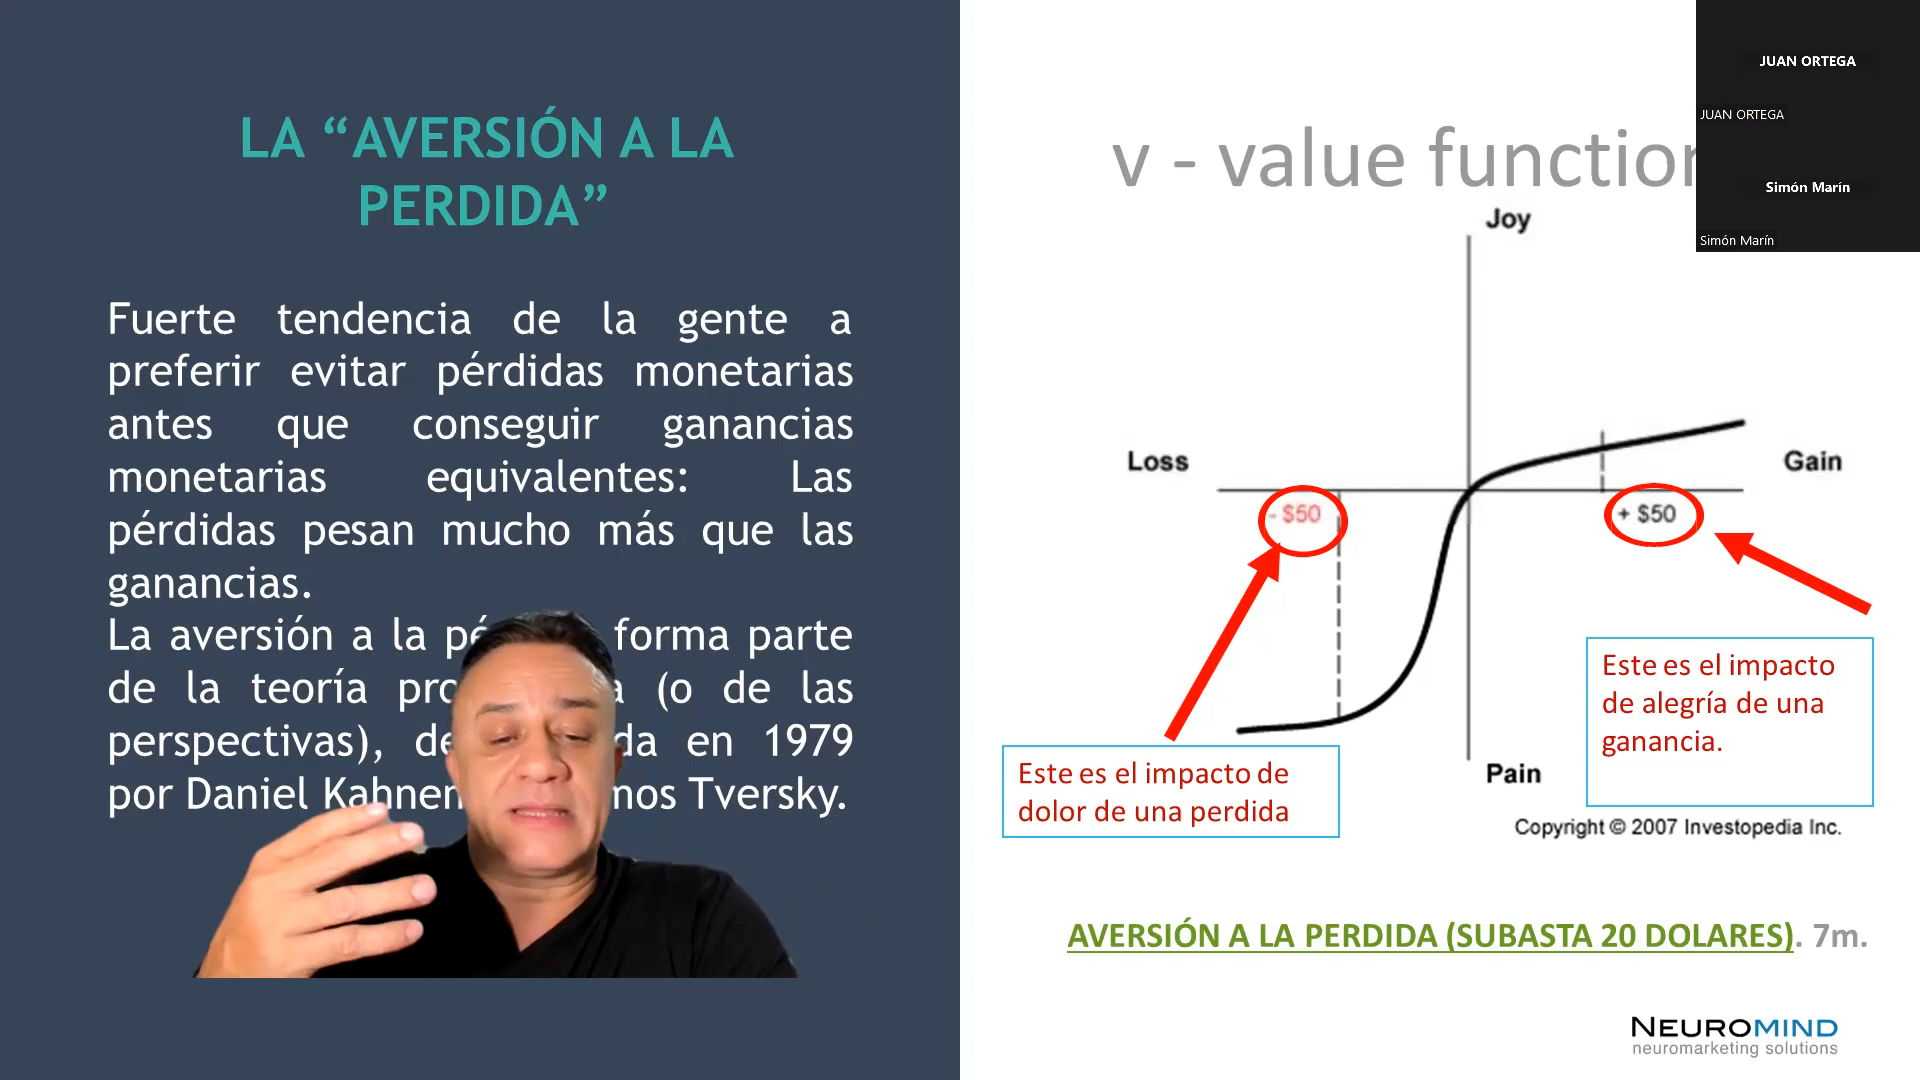 LA “AVERSIÓN A LA
PERDIDA”
Fuerte tendencia de la gente a
preferir evitar pérdidas monetarias
antes que conseguir ganancias
monetarias equivalentes: Las
pérdidas pesan mucho más que las
ganancias.
La aversión a la forma parte
de la teoría (o de las
perspectivas), en 1979
por Daniel Tversky.
v - value function
Joy
Loss
Gain
- $50
+ $50
Este es el impacto
de alegría de una
ganancia.
Este es el impacto de
dolor de una perdida
Pain
Copyright © 2007 Investopedia Inc.
AVERSIÓN A LA PERDIDA (SUBASTA 20 DOLARES). 7m.
NEUROMIND
neuromarketing solutions
JUAN ORTEGA
JUAN ORTEGA
Simón Marín
Simón Marín